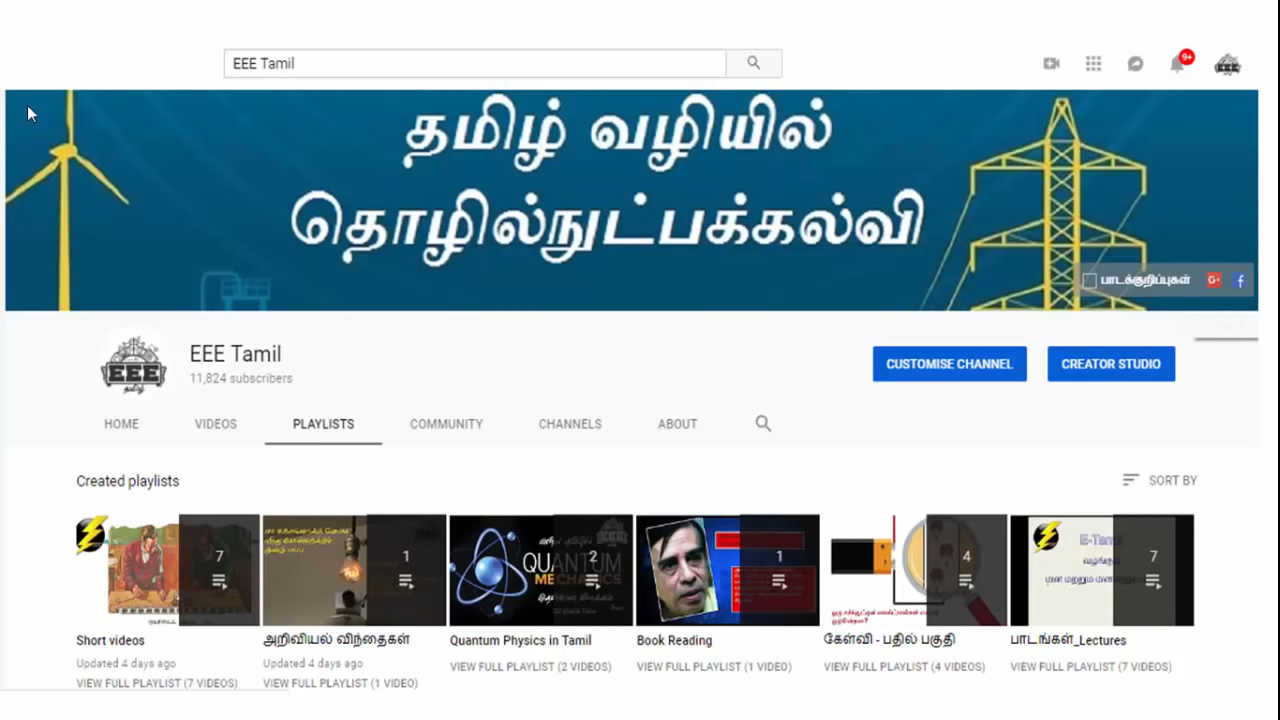 EEE Tamil
9+
தமிழ் வழியில்
தொழில்நுட்பக்கல்வி
பாடக்குறிப்புகள்
G+ f
EEE
EEE Tamil
11,824 subscribers
CUSTOMISE CHANNEL
CREATOR STUDIO
HOME VIDEOS PLAYLISTS COMMUNITY CHANNELS ABOUT
Created playlists
SORT BY
7 1 2 1 4 7
QUANTUM
Short videos
Updated 4 days ago
VIEW FULL PLAYLIST (7 VIDEOS)
அறிவியல் விந்தைகள்
Updated 4 days ago
VIEW FULL PLAYLIST (1 VIDEO)
Quantum Physics in Tamil
VIEW FULL PLAYLIST (2 VIDEOS)
Book Reading
VIEW FULL PLAYLIST (1 VIDEO)
கேள்வி - பதில் பகுதி
VIEW FULL PLAYLIST (4 VIDEOS)
பாடங்கள்_Lectures
VIEW FULL PLAYLIST (7 VIDEOS)